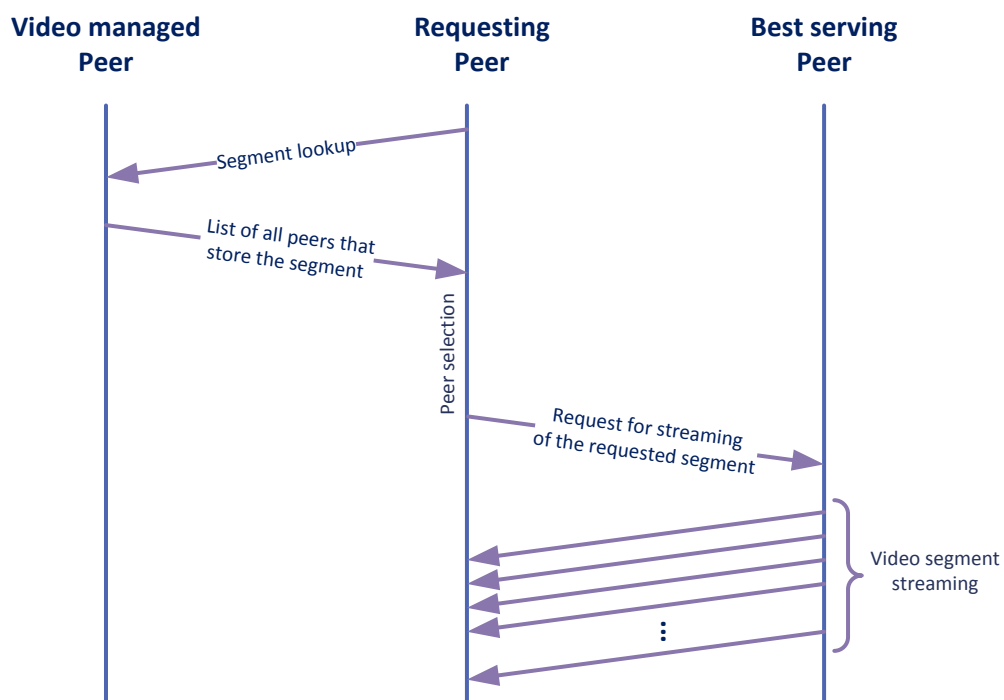 Video managed
Peer
Requesting
Peer
Best serving
Peer
Segment lookup
List of all peers that
store the segment
Peer selection
Request for streaming
of the requested segment
Video segment
streaming
...